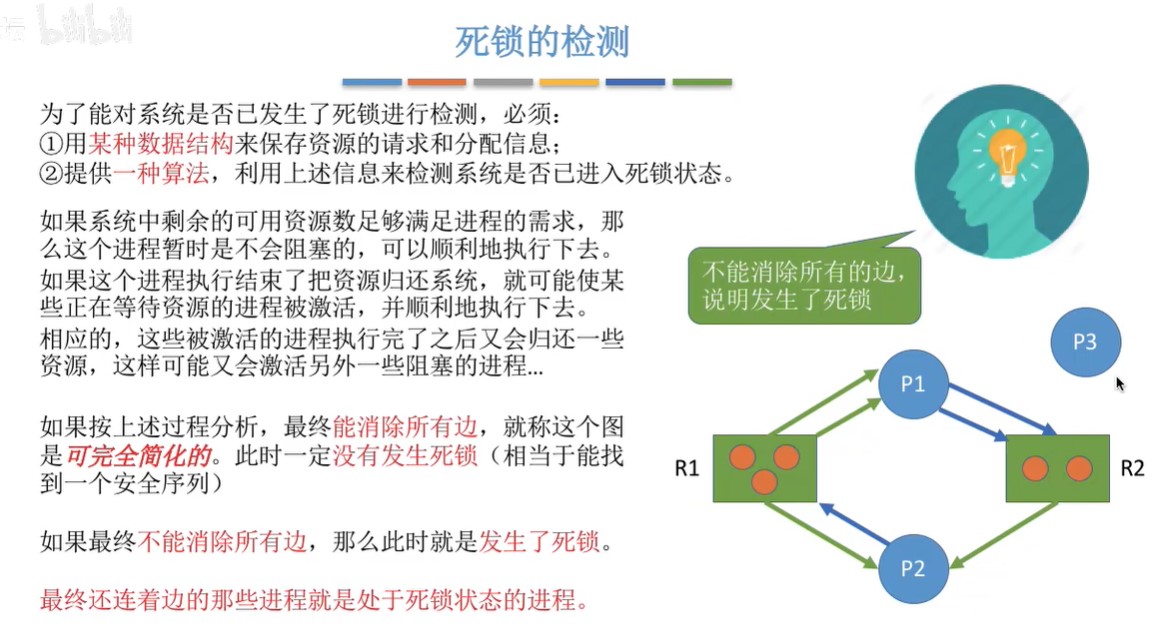 坛 bilibili
死锁的检测
为了能对系统是否已发生了死锁进行检测，必须：
①用某种数据结构来保存资源的请求和分配信息；
②提供一种算法，利用上述信息来检测系统是否已进入死锁状态。
如果系统中剩余的可用资源数足够满足进程的需求，那
么这个进程暂时是不会阻塞的，可以顺利地执行下去。
如果这个进程执行结束了把资源归还系统，就可能使某
些正在等待资源的进程被激活，并顺利地执行下去。
相应的，这些被激活的进程执行完了之后又会归还一些
资源，这样可能又会激活另外一些阻塞的进程...
如果按上述过程分析，最终能消除所有边，就称这个图
是可完全简化的。此时一定没有发生死锁（相当于能找
到一个安全序列）
如果最终不能消除所有边，那么此时就是发生了死锁。
最终还连着边的那些进程就是处于死锁状态的进程。
不能消除所有的边，
说明发生了死锁
P3
P1
R1
R2
P2